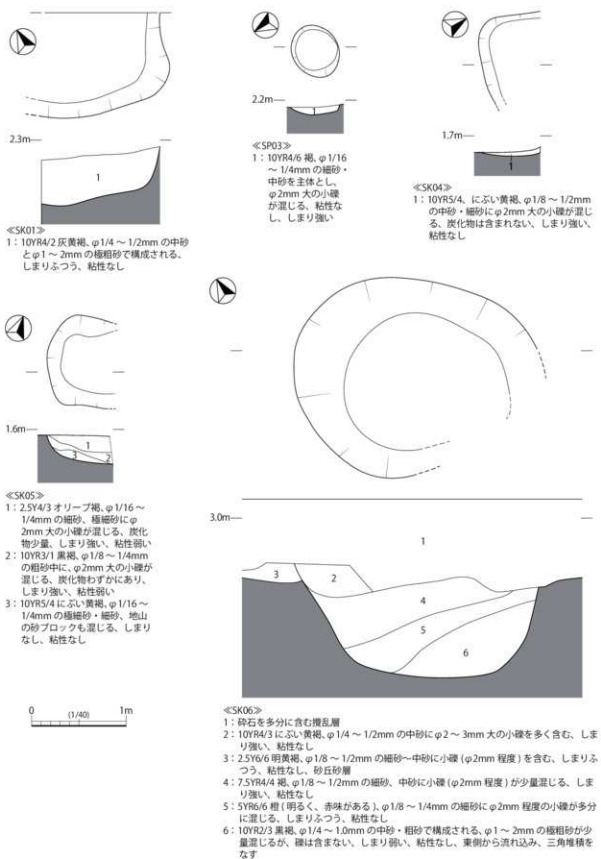 2.3m
1
≪SK01≫
1：10YR4/2 灰黄褐、φ1/4 ～ 1/2mm の中砂
とφ1 ～ 2mm の極粗砂で構成される、
しまりふつう、粘性なし
2.2m
1
≪SP03≫
1：10YR4/6 褐、φ1/16
～ 1/4mm の細砂・
中砂を主体とし、
φ2mm 大の小礫
が混じる、粘性な
し、しまり強い
1.7m
1
≪SK04≫
1：10YR5/4、にぶい黄褐、φ1/8 ～ 1/2mm
の中砂・細砂にφ2mm 大の小礫が混じ
る、炭化物は含まれない、しまり強い、
粘性なし
1.6m
1
3
2
≪SK05≫
1：2.5Y4/3 オリーブ褐、φ1/16 ～
1/4mm の細砂、極細砂にφ
2mm 大の小礫が混じる、炭化
物少量、しまり強い、粘性弱い
2：10YR3/1 黒褐、φ1/8 ～ 1/4mm
の粗砂中に、φ2mm 大の小礫が
混じる、炭化物わずかにあり、
しまり強い、粘性弱い
3：10YR5/4 にぶい黄褐、φ1/16 ～
1/4mm の極細砂・細砂、地山
の砂ブロックも混じる、しまり
なし、粘性なし
0
(1/40)
1m
3.0m
1
3
2
4
5
6
≪SK06≫
1：砕石を多分に含む攪乱層
2：10YR4/3 にぶい黄褐、φ1/4 ～ 1/2mm の中砂にφ2 ～ 3mm 大の小礫を多く含む、しま
り強い、粘性なし
3：2.5Y6/6 明黄褐、φ1/8 ～ 1/2mm の細砂～中砂に小礫 (φ2mm 程度 ) を含む、しまりふ
つう、粘性なし、砂丘砂層
4：7.5YR4/4 褐、φ1/8 ～ 1/2mm の細砂、中砂に小礫 (φ2mm 程度 ) が少量混じる、しま
り強い、粘性なし
5：5YR6/6 橙 ( 明るく、赤味がある )、φ1/8 ～ 1/4mm の細砂にφ2mm 程度の小礫が多分
に混じる、しまりふつう、粘性なし
6：10YR2/3 黒褐、φ1/4 ～ 1.0mm の中砂・粗砂で構成される、φ1 ～ 2mm の極粗砂が少
量混じるが、礫は含まない、しまり弱い、粘性なし、東側から流れ込み、三角堆積を
なす